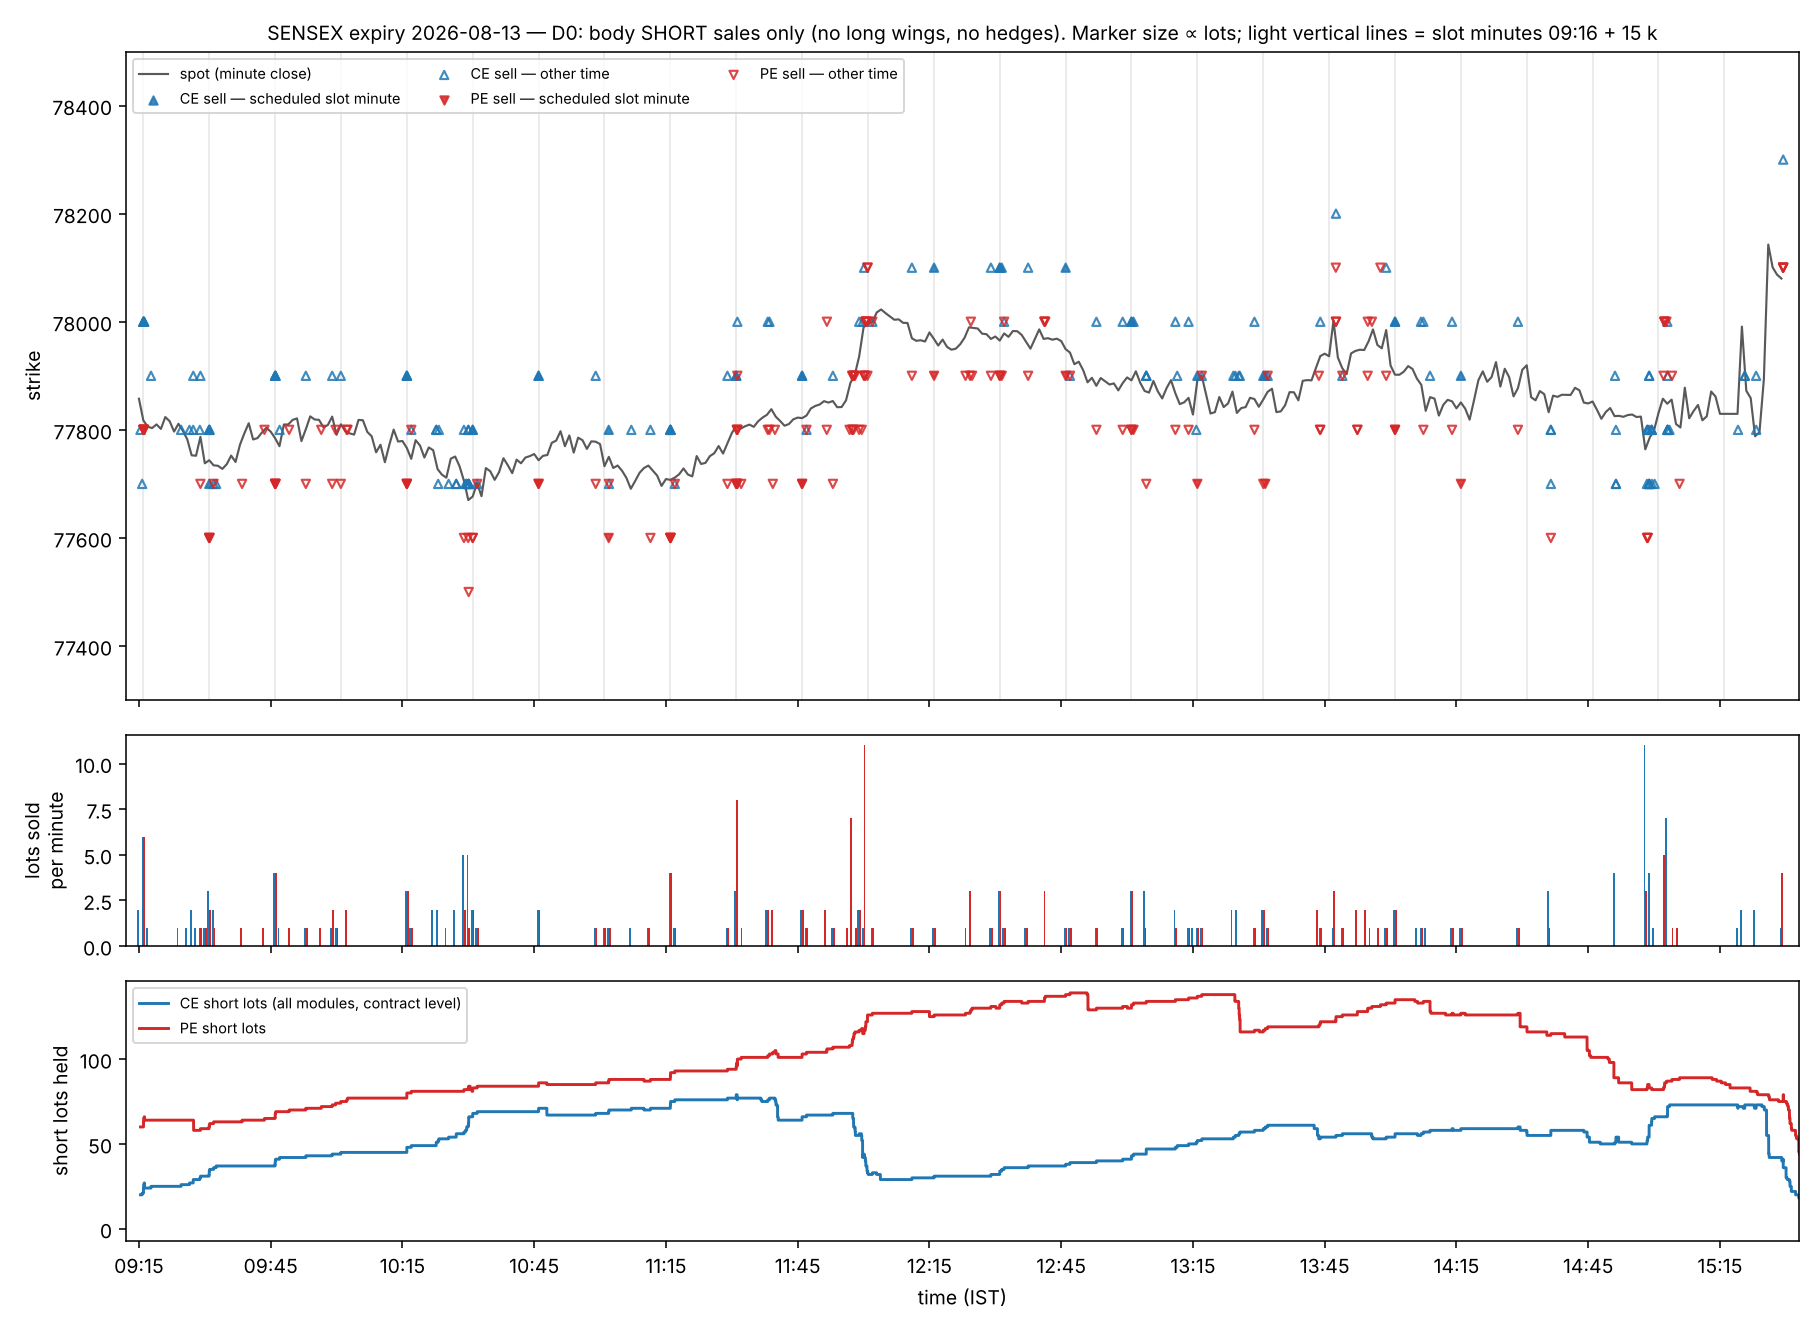 SENSEX expiry 2026-08-13 — D0: body SHORT sales only (no long wings, no hedges). Marker size ∝ lots; light vertical lines = slot minutes 09:16 + 15 k
spot (minute close)
CE sell — scheduled slot minute
CE sell — other time
PE sell — scheduled slot minute
PE sell — other time
strike
78400
78200
78000
77800
77600
77400
lots sold
per minute
10.0
7.5
5.0
2.5
0.0
CE short lots (all modules, contract level)
PE short lots
short lots held
100
50
0
09:15 09:45 10:15 10:45 11:15 11:45 12:15 12:45 13:15 13:45 14:15 14:45 15:15
time (IST)